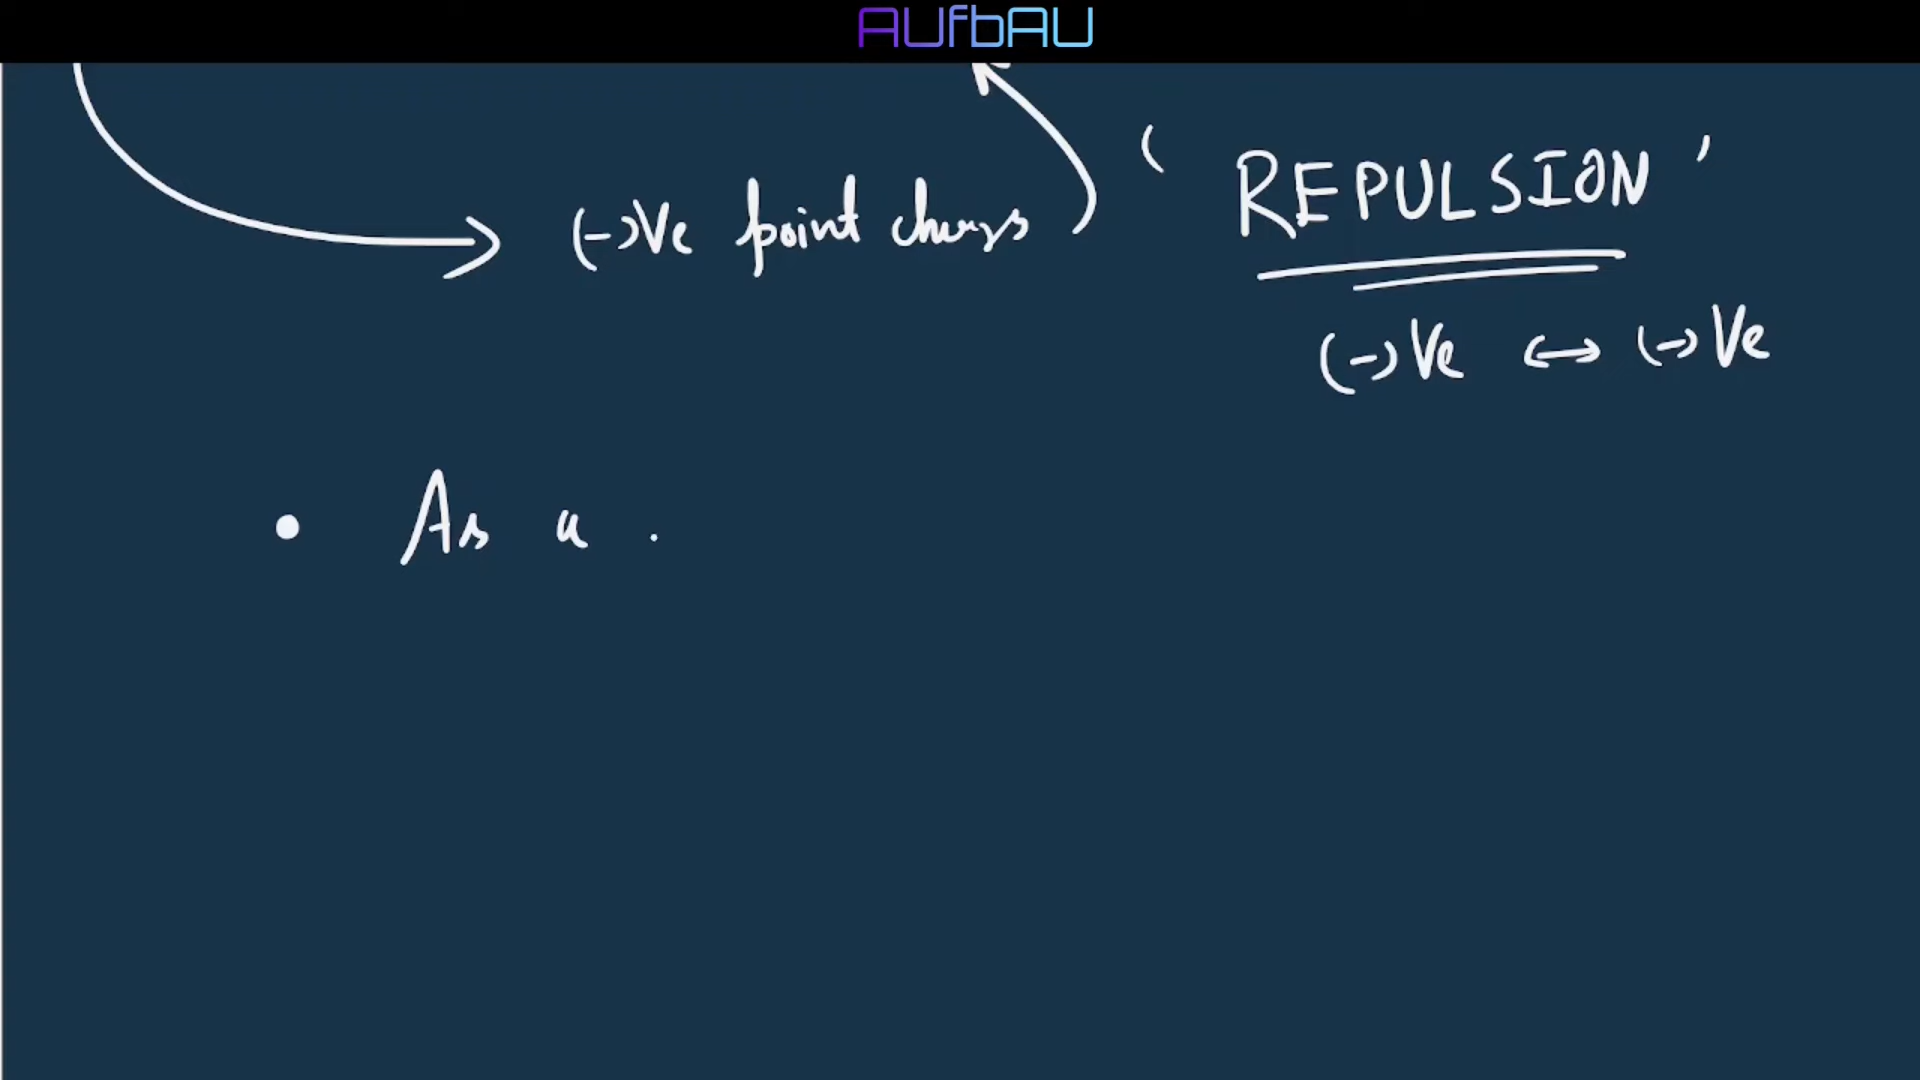 AUfbAU
(-)Ve point charges
' REPULSION '
(-)Ve ↔ (-)Ve
• As a .